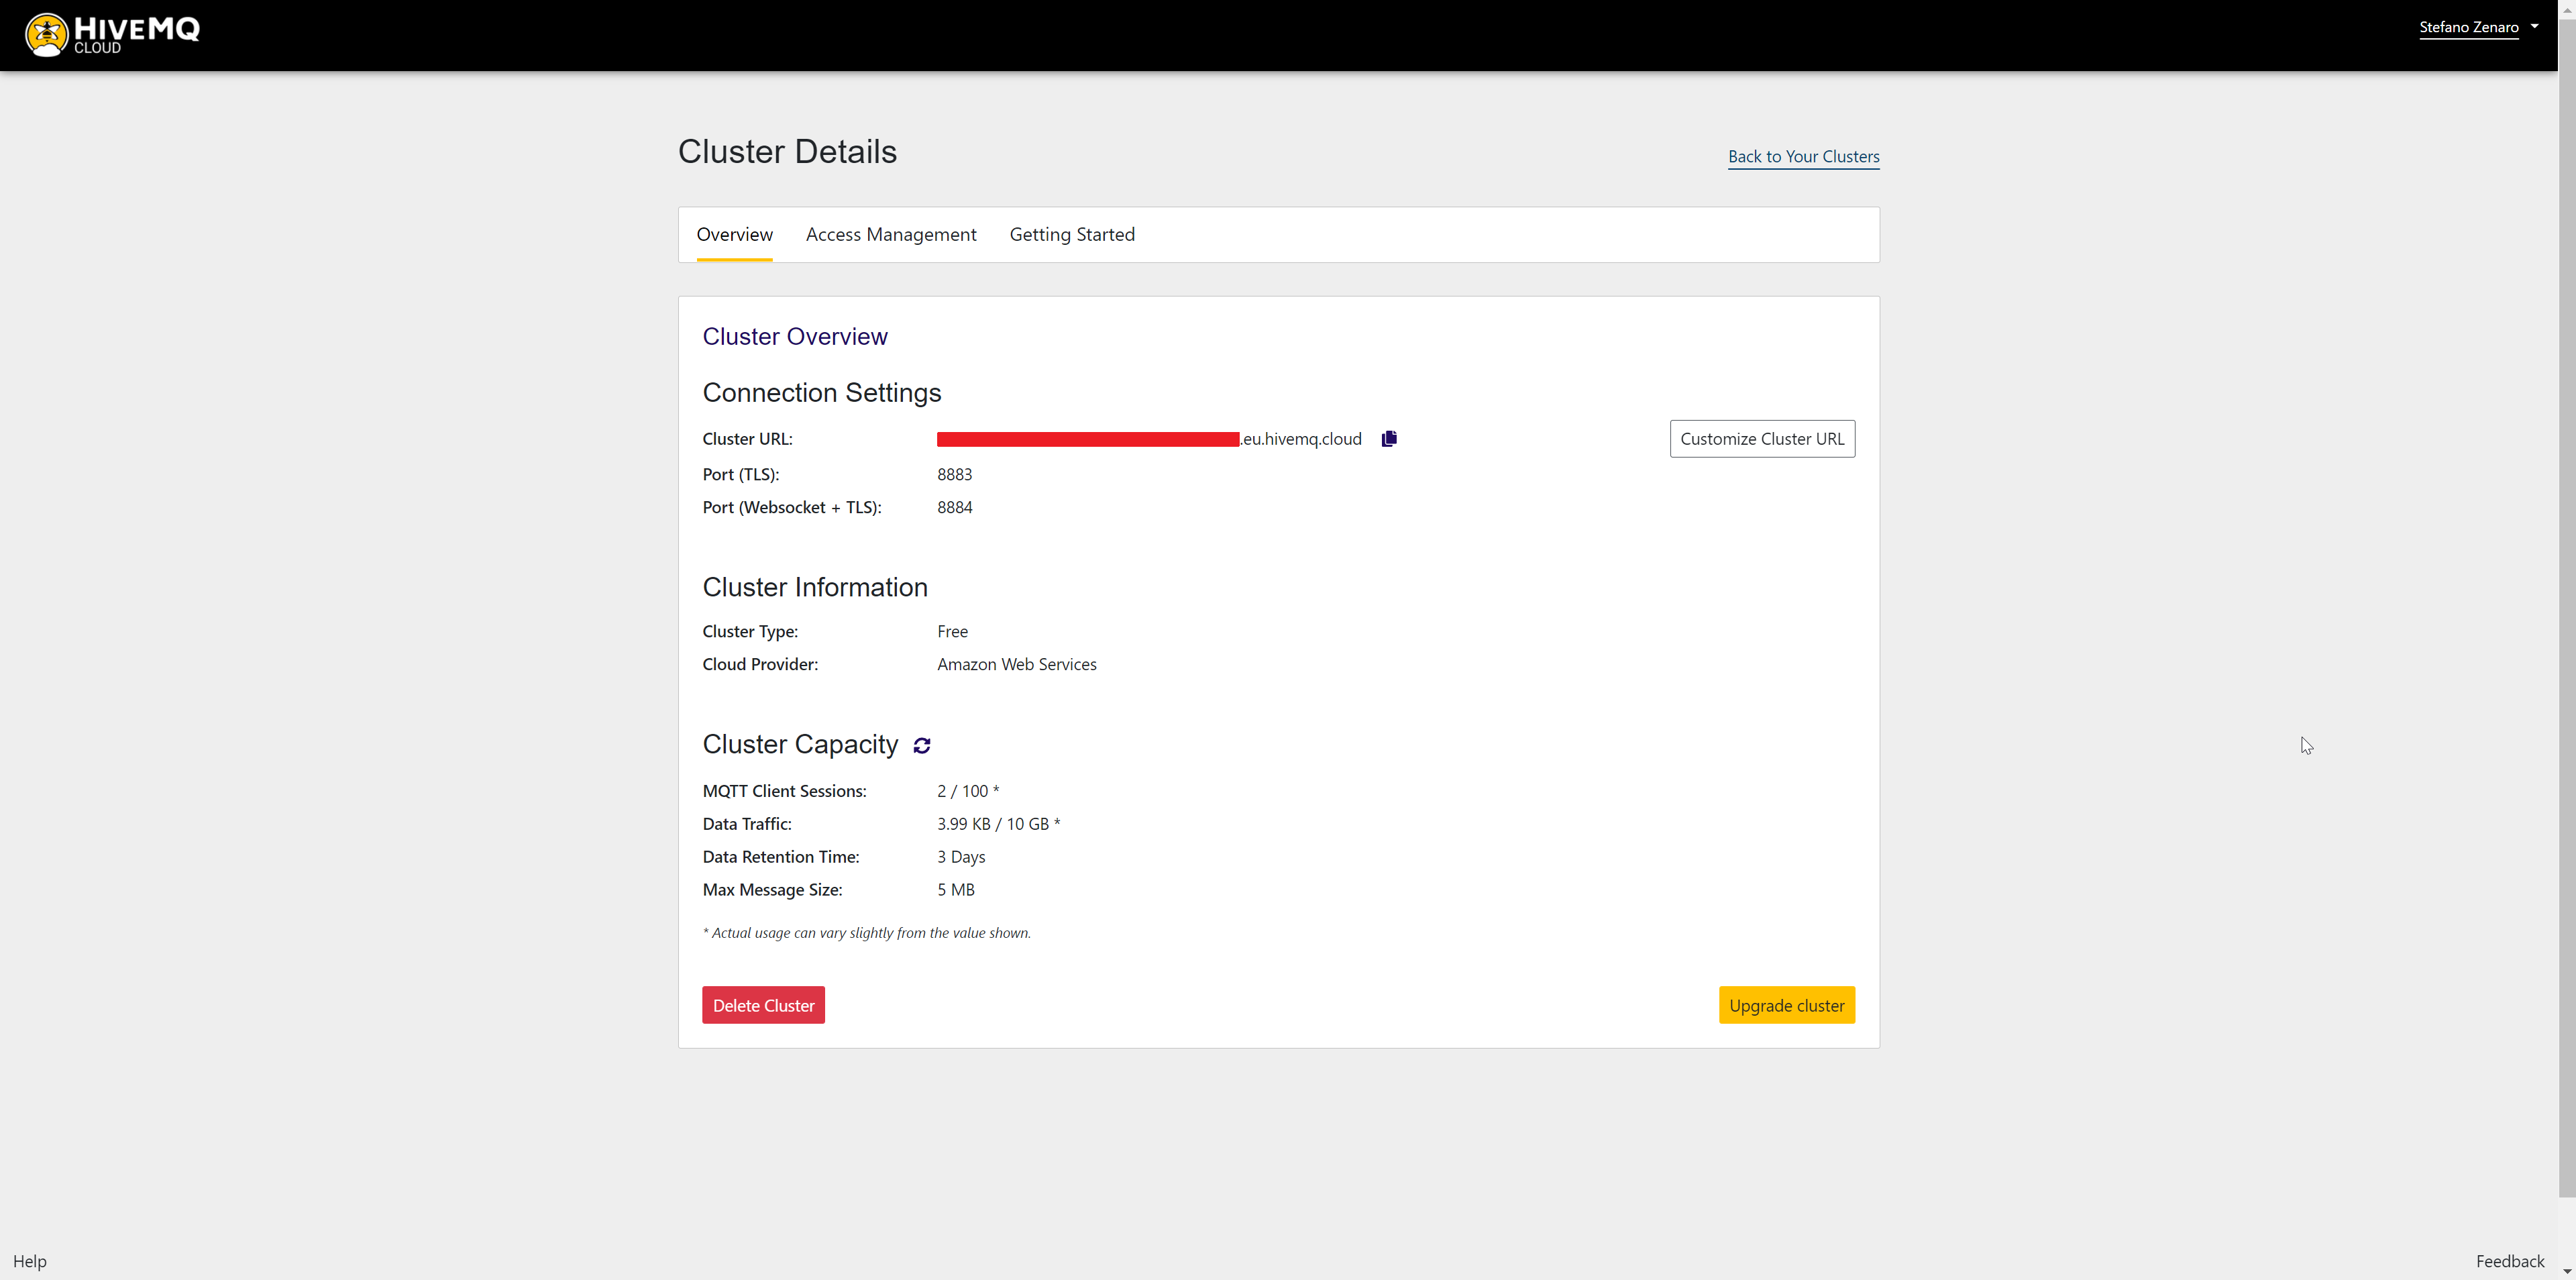 HIVEMQ
CLOUD
Stefano Zenaro
Cluster Details
Back to Your Clusters
Overview Access Management Getting Started
Cluster Overview
Connection Settings
Cluster URL: .eu.hivemq.cloud Customize Cluster URL
Port (TLS): 8883
Port (Websocket + TLS): 8884
Cluster Information
Cluster Type: Free
Cloud Provider: Amazon Web Services
Cluster Capacity
MQTT Client Sessions: 2 / 100 *
Data Traffic: 3.99 KB / 10 GB *
Data Retention Time: 3 Days
Max Message Size: 5 MB
* Actual usage can vary slightly from the value shown.
Delete Cluster Upgrade cluster
Help Feedback